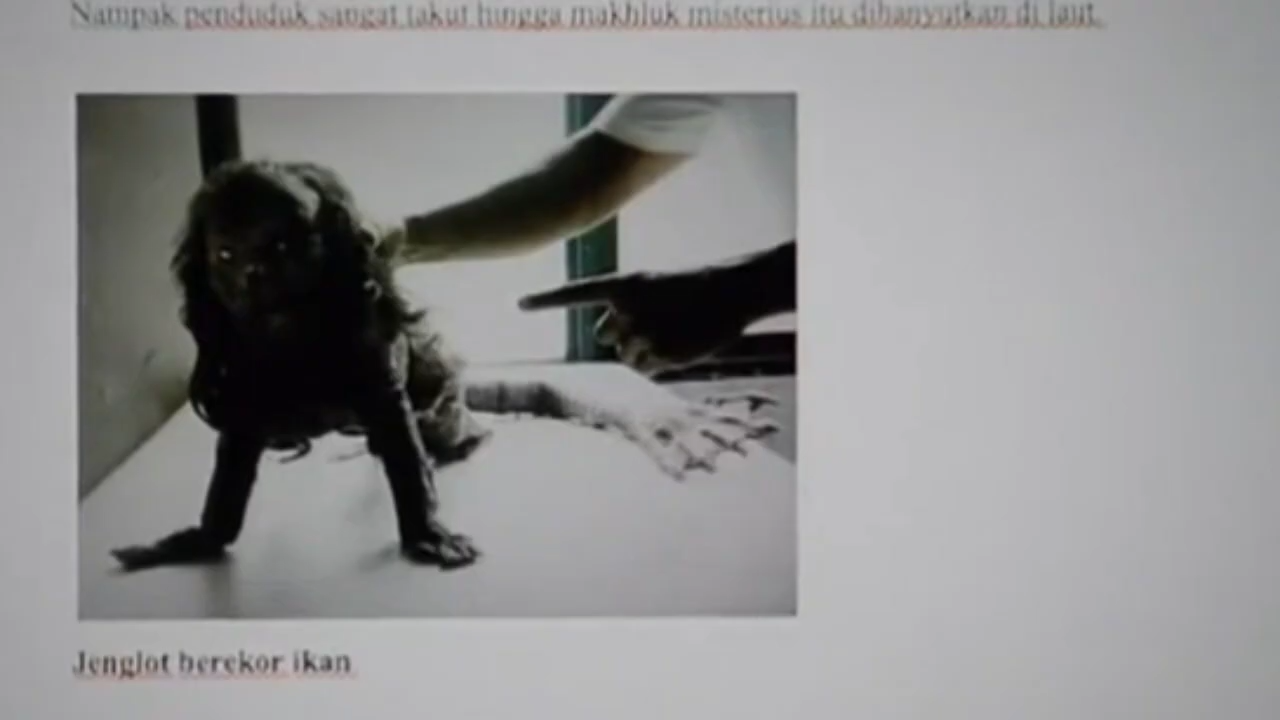 Nampak penduduk sangat takut hingga makhluk misterius itu dihanyutkan di laut.
Jenglot berekor ikan